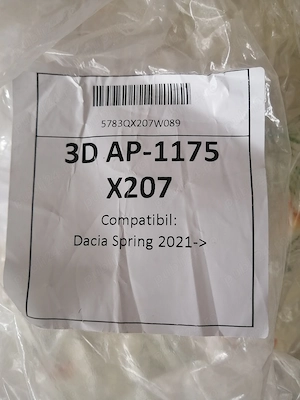 5783QX207W089
3D AP-1175
X207
Compatibil:
Dacia Spring 2021->